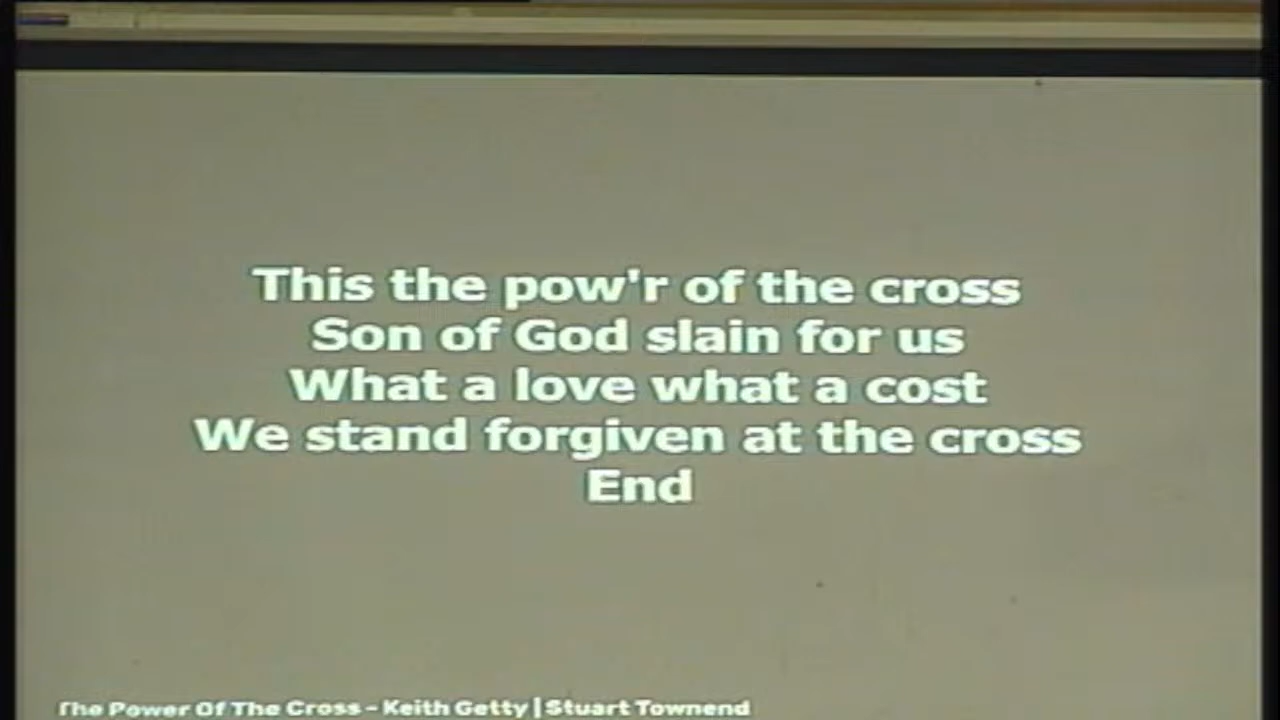 This the pow'r of the cross
Son of God slain for us
What a love what a cost
We stand forgiven at the cross
End
The Power Of The Cross - Keith Getty | Stuart Townend